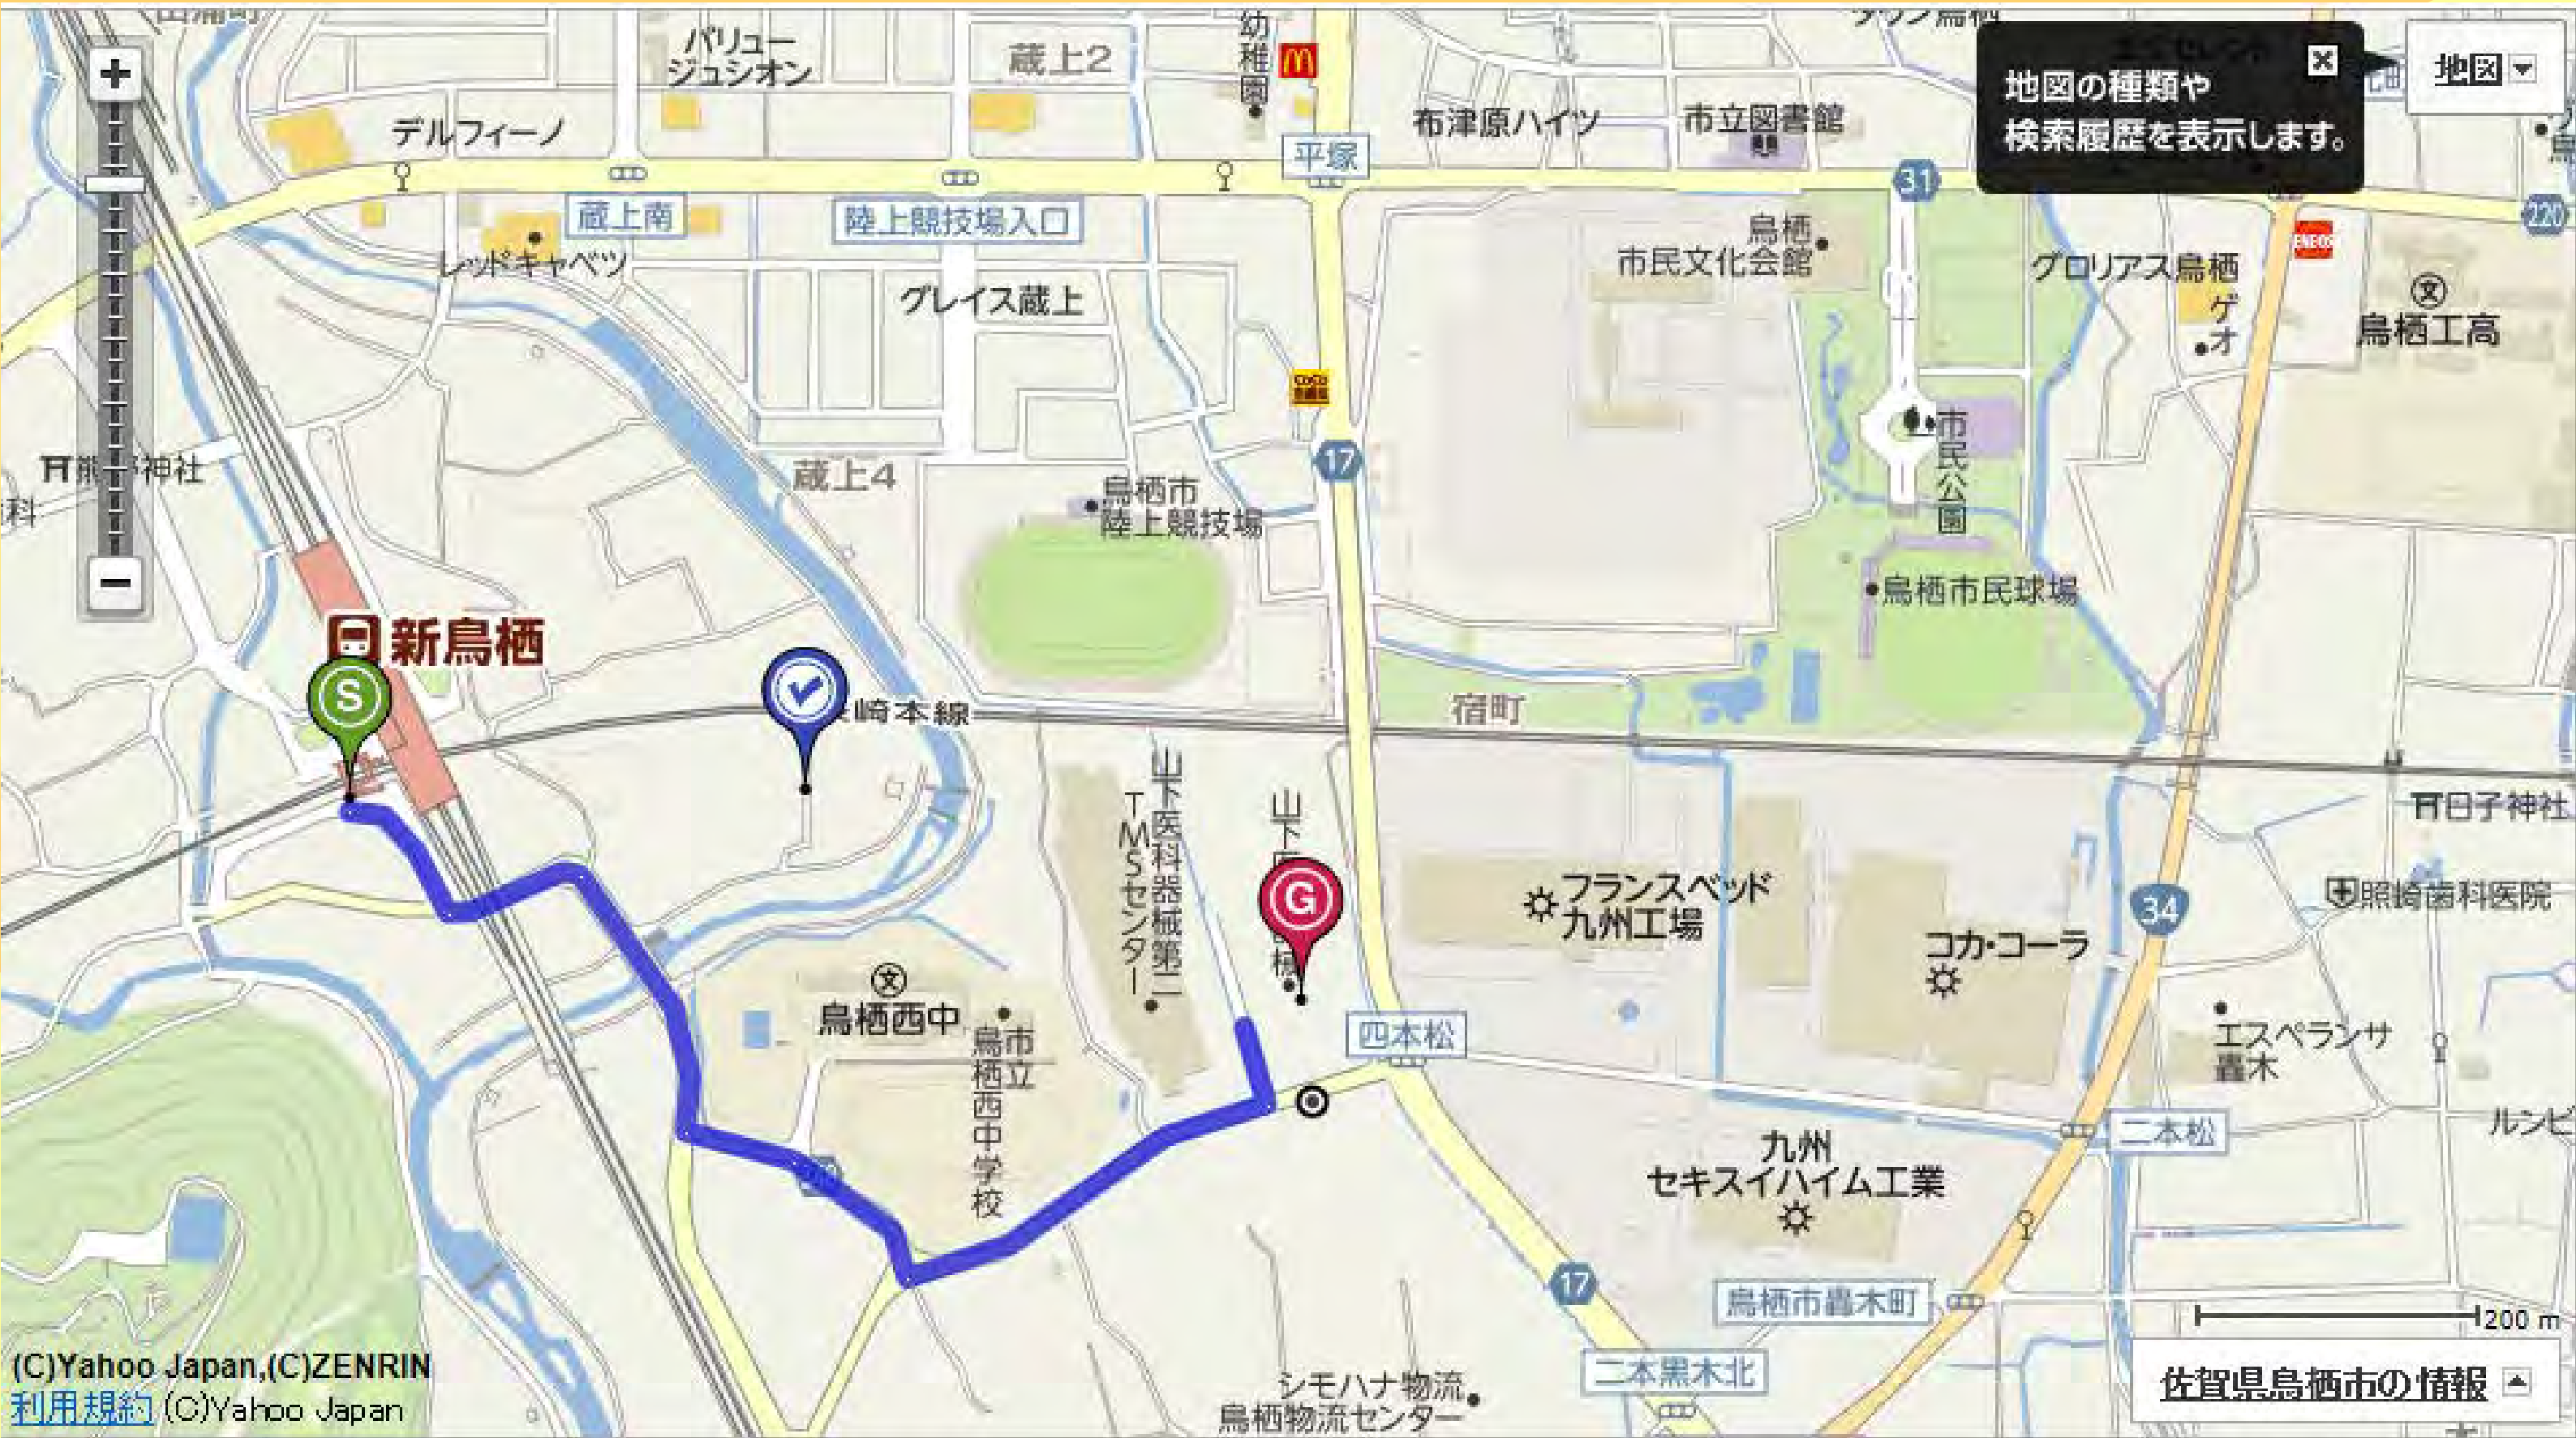 バリュー
ジュシオン
蔵上2
幼稚園
地図の種類や
検索履歴を表示します。
地図
デルフィーノ
布津原ハイツ
市立図書館
平塚
31
蔵上南
陸上競技場入口
220
レッドキャベツ
鳥栖
市民文化会館
ENEOS
グロリアス鳥栖
ゲオ
グレイス蔵上
鳥栖工高
市民公園
17
神社
科
蔵上4
鳥栖市
陸上競技場
鳥栖市民球場
新鳥栖
S
崎本線
宿町
山下医科器械第二
TMSセンター
山下
械
G
日子神社
フランスベッド
九州工場
34
照崎歯科医院
コカ・コーラ
文
鳥栖西中
市立
鳥栖西中学校
四本松
エスペランサ
轟木
二本松
ルンビ
九州
セキスイハイム工業
17
鳥栖市轟木町
200 m
二本黒木北
シモハナ物流
鳥栖物流センター
佐賀県鳥栖市の情報
(C)Yahoo Japan,(C)ZENRIN
利用規約 (C)Yahoo Japan